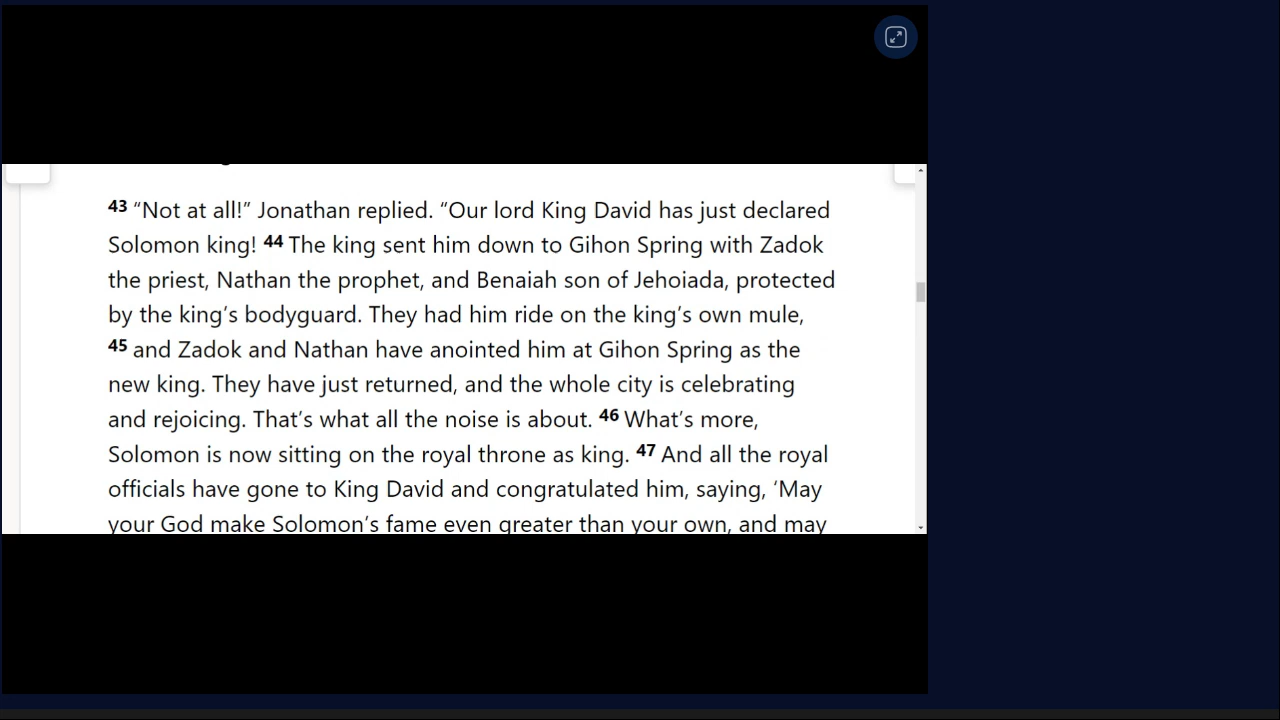 43 “Not at all!” Jonathan replied. “Our lord King David has just declared
Solomon king! 44 The king sent him down to Gihon Spring with Zadok
the priest, Nathan the prophet, and Benaiah son of Jehoiada, protected
by the king’s bodyguard. They had him ride on the king’s own mule,
45 and Zadok and Nathan have anointed him at Gihon Spring as the
new king. They have just returned, and the whole city is celebrating
and rejoicing. That’s what all the noise is about. 46 What’s more,
Solomon is now sitting on the royal throne as king. 47 And all the royal
officials have gone to King David and congratulated him, saying, ‘May
your God make Solomon’s fame even greater than your own, and may